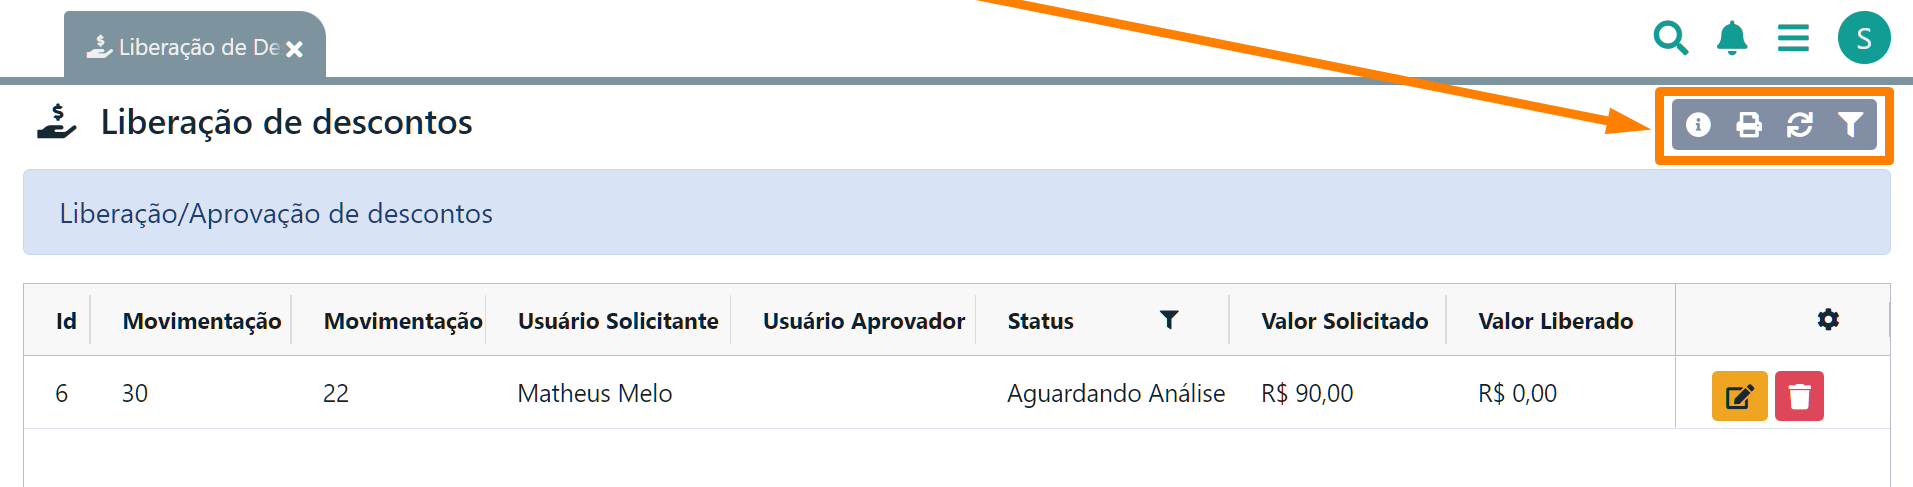 Liberação de De
S
Liberação de descontos
Liberação/Aprovação de descontos
Id Movimentação Movimentação Usuário Solicitante Usuário Aprovador Status Valor Solicitado Valor Liberado
6 30 22 Matheus Melo Aguardando Análise R$ 90,00 R$ 0,00